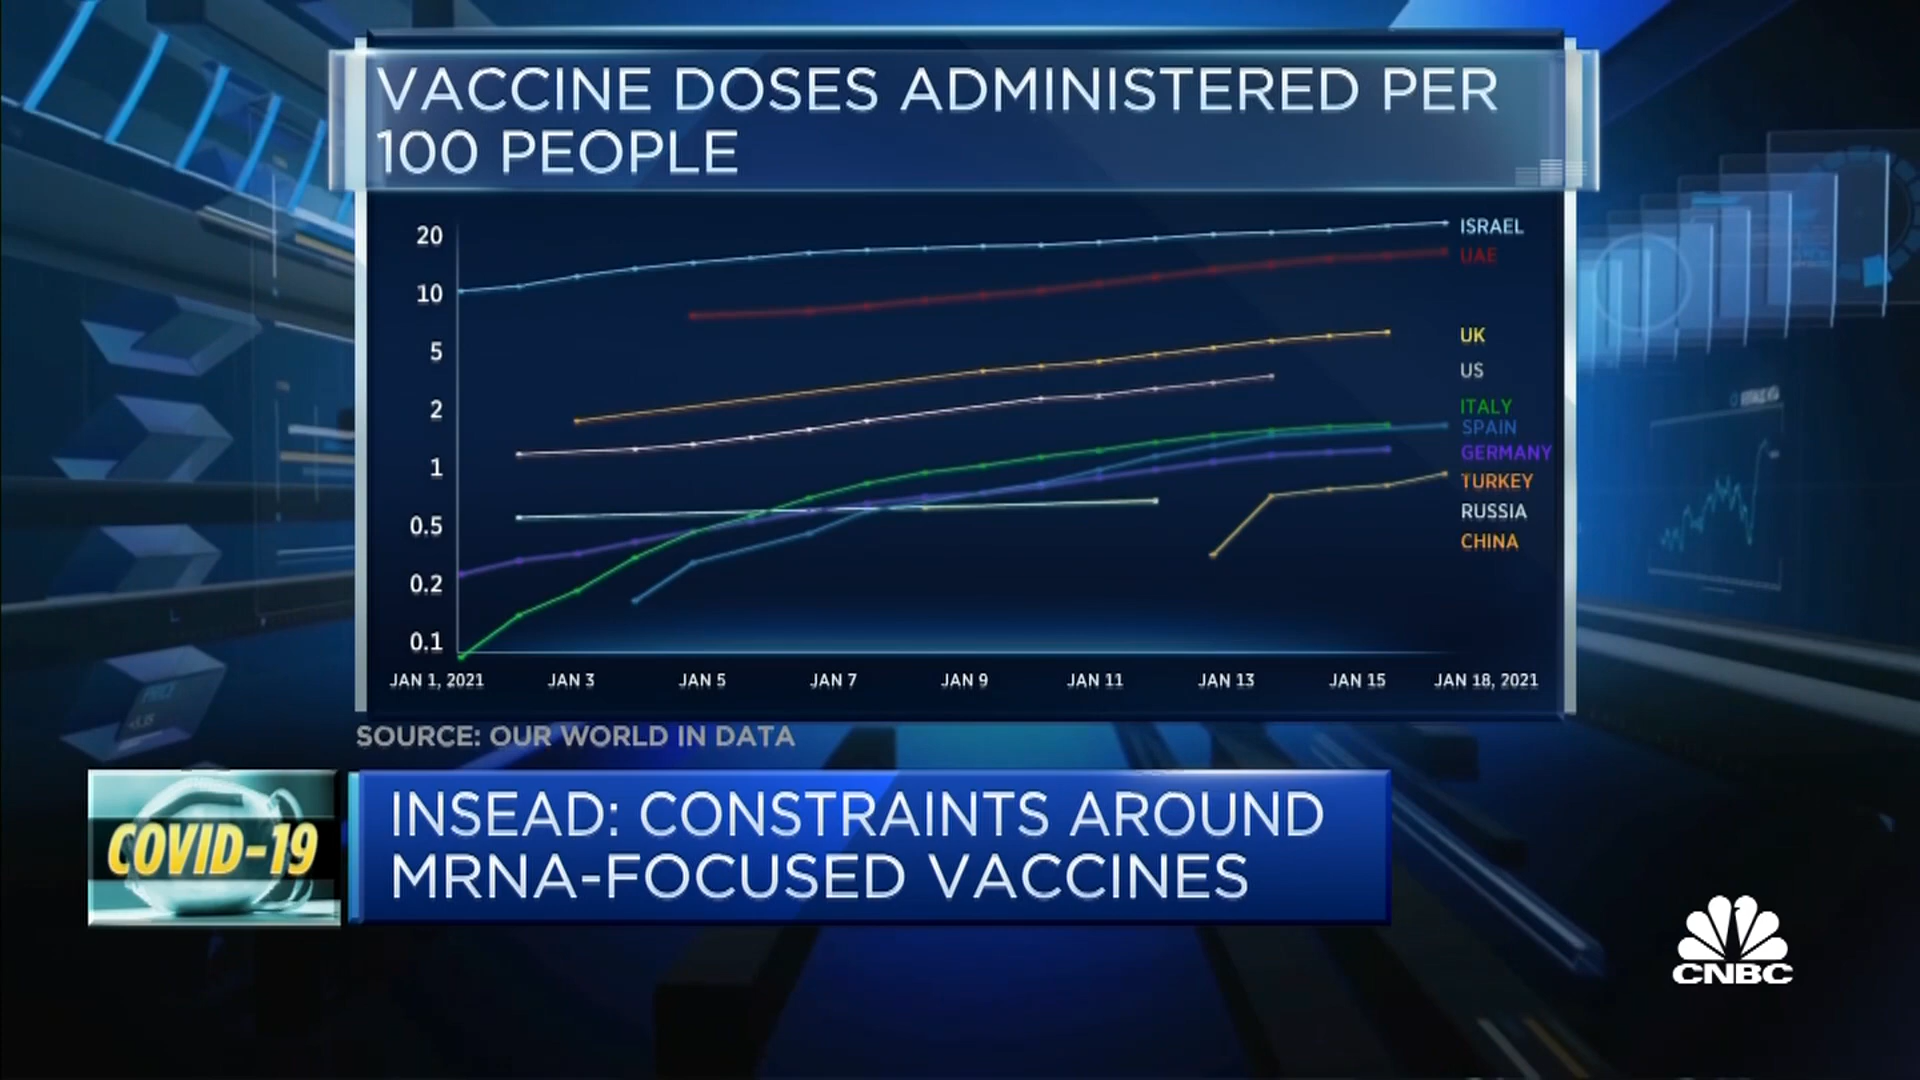 VACCINE DOSES ADMINISTERED PER
100 PEOPLE
20
10
5
2
1
0.5
0.2
0.1
ISRAEL
UAE
UK
US
ITALY
SPAIN
GERMANY
TURKEY
RUSSIA
CHINA
JAN 1, 2021
JAN 3
JAN 5
JAN 7
JAN 9
JAN 11
JAN 13
JAN 15
JAN 18, 2021
SOURCE: OUR WORLD IN DATA
COVID-19
INSEAD: CONSTRAINTS AROUND
MRNA-FOCUSED VACCINES
CNBC